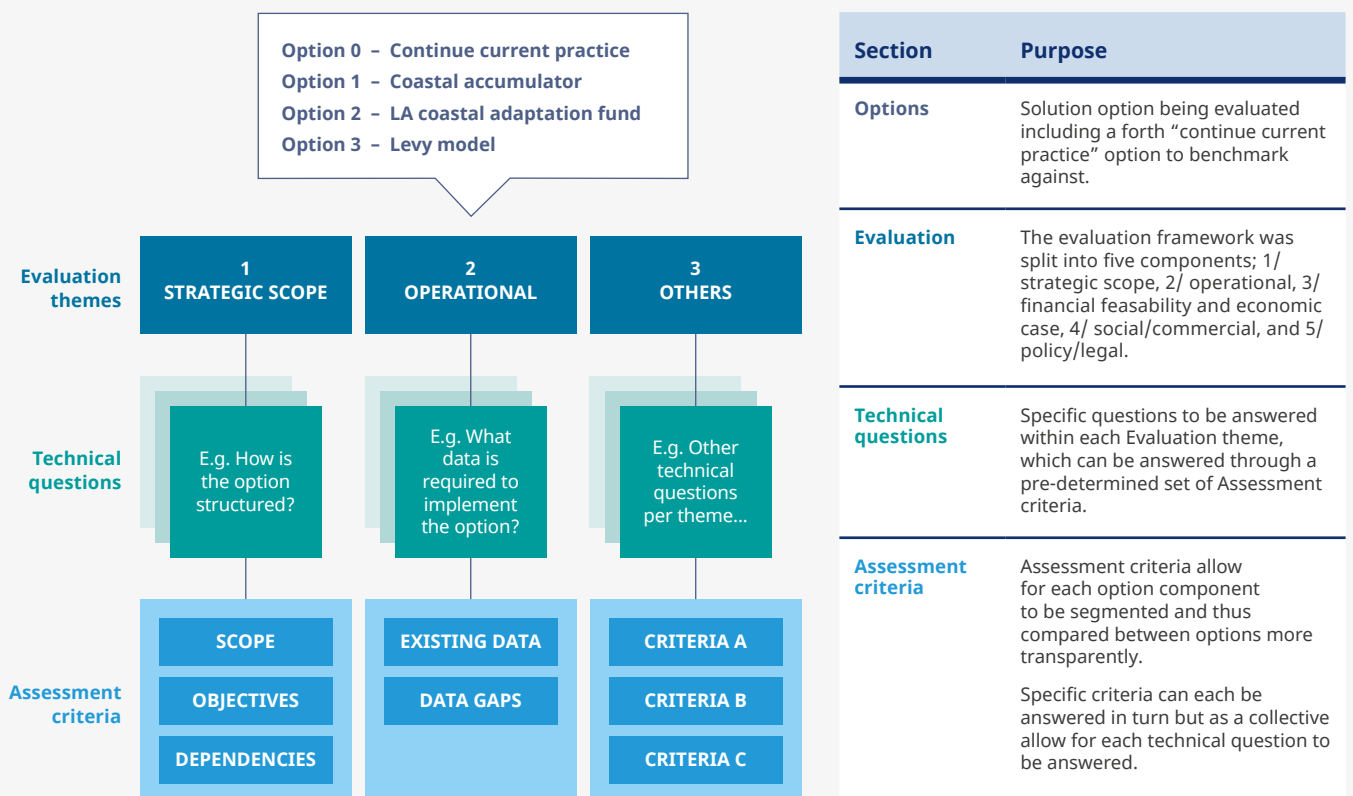 Option 0 – Continue current practice
Option 1 – Coastal accumulator
Option 2 – LA coastal adaptation fund
Option 3 – Levy model
Evaluation
themes
1
STRATEGIC SCOPE
2
OPERATIONAL
3
OTHERS
Technical
questions
E.g. How is
the option
structured?
E.g. What
data is
required to
implement
the option?
E.g. Other
technical
questions
per theme...
Assessment
criteria
SCOPE
OBJECTIVES
DEPENDENCIES
EXISTING DATA
DATA GAPS
CRITERIA A
CRITERIA B
CRITERIA C
Section Purpose
Options
Solution option being evaluated
including a forth “continue current
practice” option to benchmark
against.
Evaluation
The evaluation framework was
split into five components; 1/
strategic scope, 2/ operational, 3/
financial feasability and economic
case, 4/ social/commercial, and 5/
policy/legal.
Technical
questions
Specific questions to be answered
within each Evaluation theme,
which can be answered through a
pre-determined set of Assessment
criteria.
Assessment
criteria
Assessment criteria allow
for each option component
to be segmented and thus
compared between options more
transparently.
Specific criteria can each be
answered in turn but as a collective
allow for each technical question to
be answered.